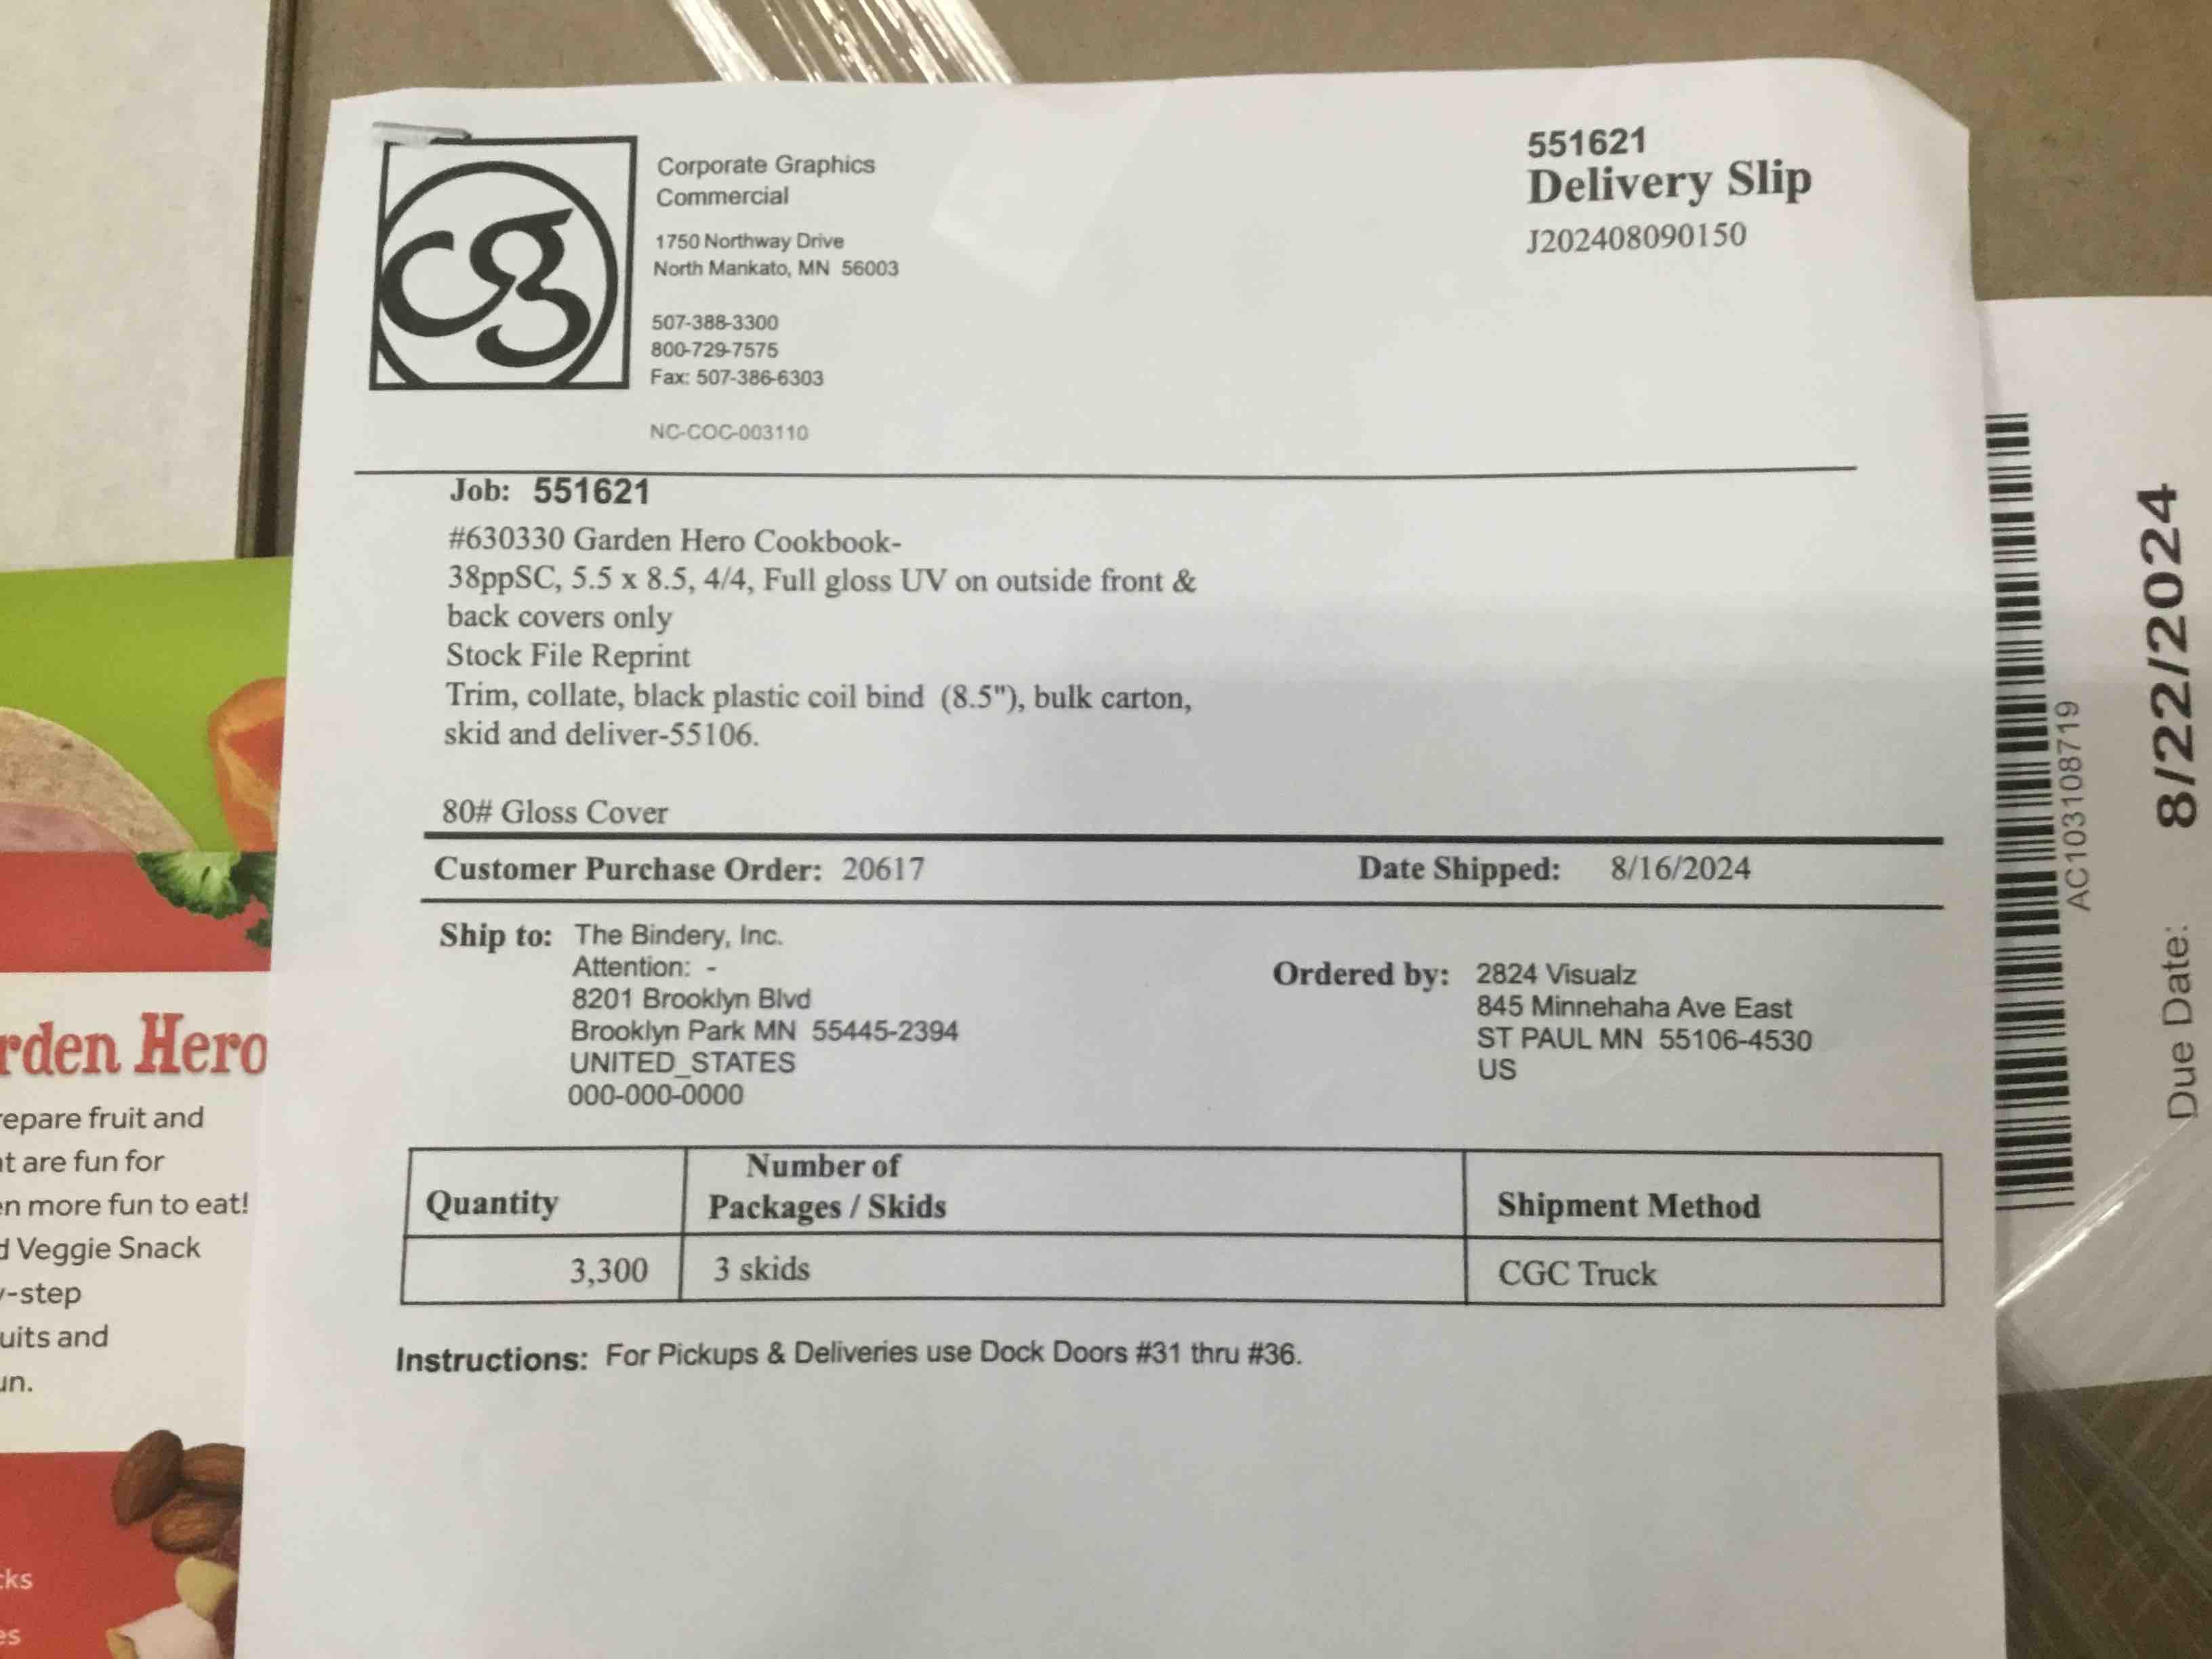 cg
Corporate Graphics
Commercial
1750 Northway Drive
North Mankato, MN 56003
507-388-3300
800-729-7575
Fax: 507-386-6303
NC-COC-003110
551621
Delivery Slip
J202408090150
Job: 551621
#630330 Garden Hero Cookbook-
38ppSC, 5.5 x 8.5, 4/4, Full gloss UV on outside front &
back covers only
Stock File Reprint
Trim, collate, black plastic coil bind (8.5"), bulk carton,
skid and deliver-55106.
80# Gloss Cover
Customer Purchase Order: 20617
Date Shipped: 8/16/2024
Ship to: The Bindery, Inc.
Attention: -
8201 Brooklyn Blvd
Brooklyn Park MN 55445-2394
UNITED_STATES
000-000-0000
Ordered by: 2824 Visualz
845 Minnehaha Ave East
ST PAUL MN 55106-4530
US
Quantity
Number of
Packages / Skids
Shipment Method
3,300
3 skids
CGC Truck
Instructions: For Pickups & Deliveries use Dock Doors #31 thru #36.
AC103108719
Due Date: 8/22/2024
rden Hero
repare fruit and
at are fun for
en more fun to eat!
d Veggie Snack
y-step
uits and
un.
cks
es